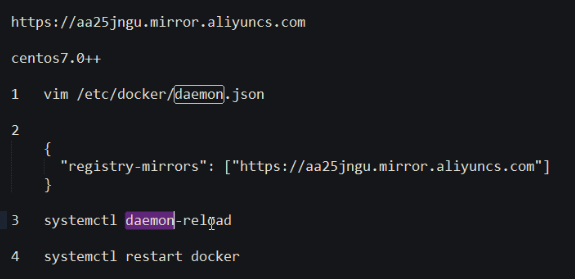 https://aa25jngu.mirror.aliyuncs.com
centos7.0++
1 vim /etc/docker/daemon.json
2
{
"registry-mirrors": ["https://aa25jngu.mirror.aliyuncs.com"]
}
3 systemctl daemon-reload
4 systemctl restart docker